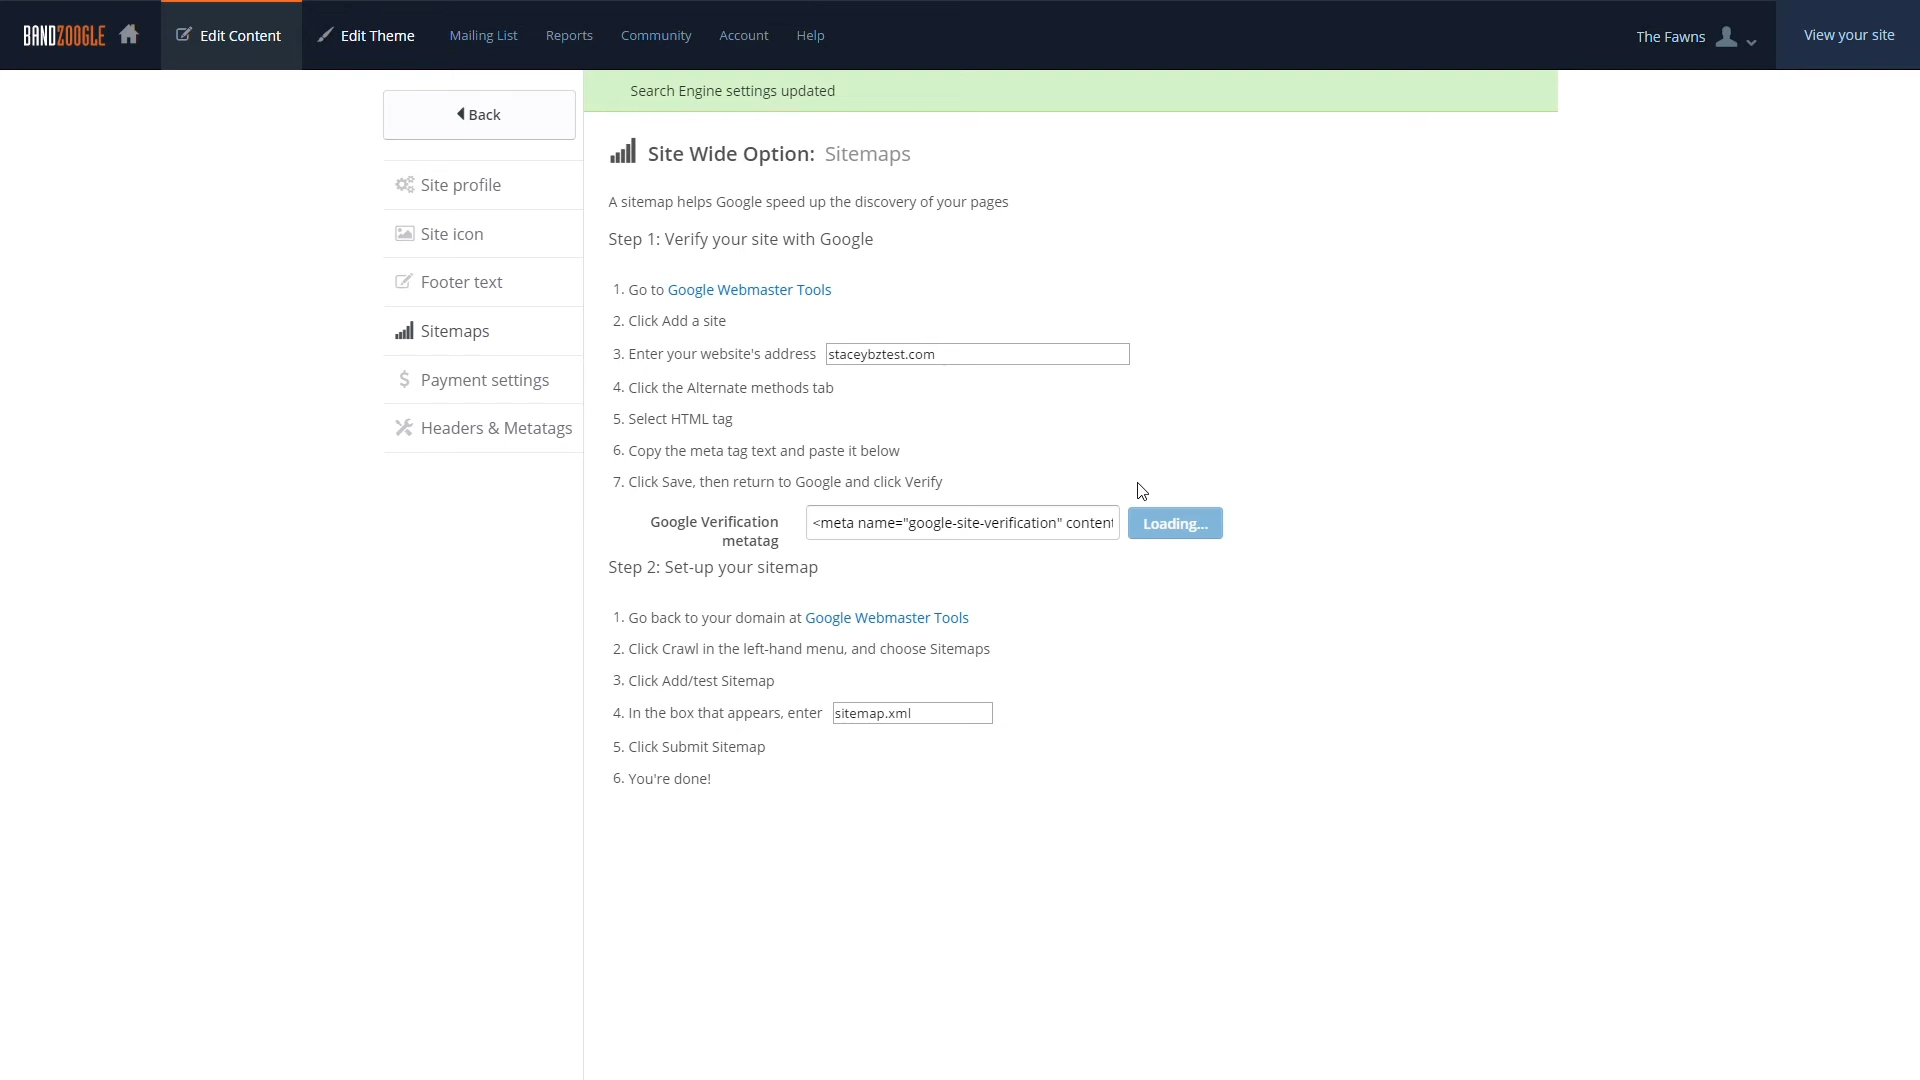 BANDZOOGLE Edit Content Edit Theme Mailing List Reports Community Account Help The Fawns View your site
Search Engine settings updated
Back
Site profile
Site icon
Footer text
Sitemaps
Payment settings
Headers & Metatags
Site Wide Option: Sitemaps
A sitemap helps Google speed up the discovery of your pages
Step 1: Verify your site with Google
1. Go to Google Webmaster Tools
2. Click Add a site
3. Enter your website's address staceybztest.com
4. Click the Alternate methods tab
5. Select HTML tag
6. Copy the meta tag text and paste it below
7. Click Save, then return to Google and click Verify
Google Verification
metatag
<meta name="google-site-verification" content
Loading...
Step 2: Set-up your sitemap
1. Go back to your domain at Google Webmaster Tools
2. Click Crawl in the left-hand menu, and choose Sitemaps
3. Click Add/test Sitemap
4. In the box that appears, enter sitemap.xml
5. Click Submit Sitemap
6. You're done!